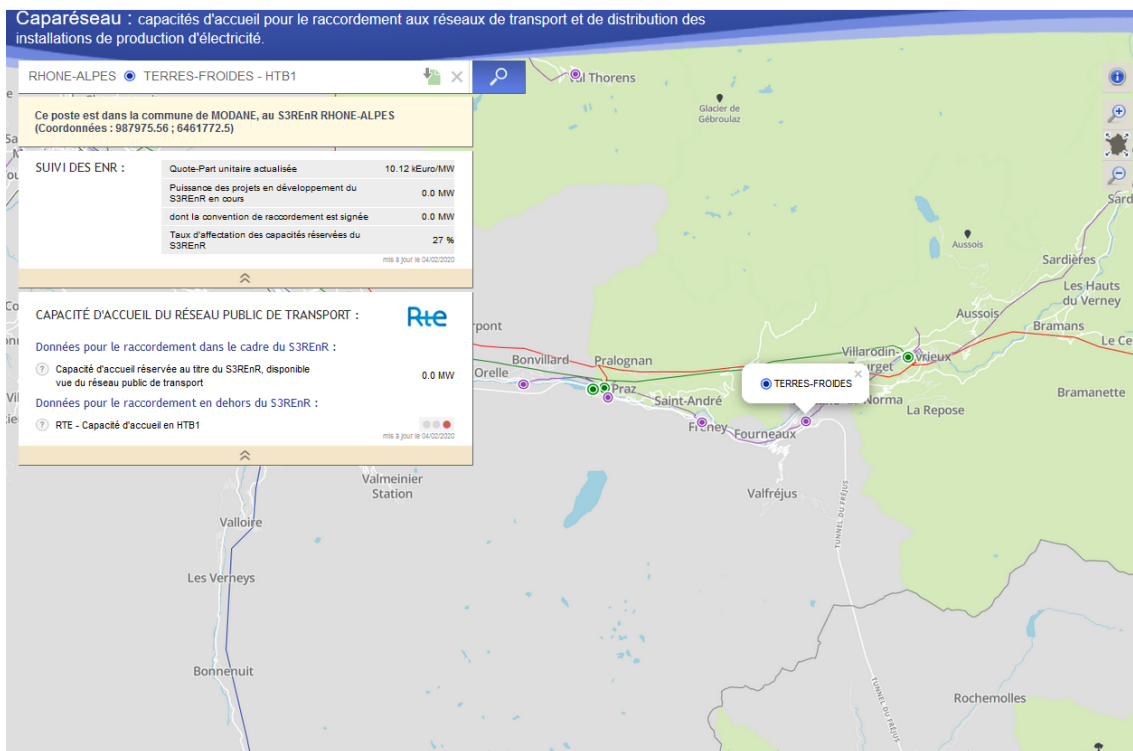 Caparéseau : capacités d'accueil pour le raccordement aux réseaux de transport et de distribution des
installations de production d'électricité.
RHONE-ALPES TERRES-FROIDES - HTB1
Ce poste est dans la commune de MODANE, au S3REnR RHONE-ALPES
(Coordonnées : 987975.56 ; 6461772.5)
SUIVI DES ENR :
Quote-Part unitaire actualisée 10.12 kEuro/MW
Puissance des projets en développement du
S3REnR en cours 0.0 MW
dont la convention de raccordement est signée 0.0 MW
Taux d'affectation des capacités réservées du
S3REnR 27 %
mis à jour le 04/02/2020
CAPACITÉ D'ACCUEIL DU RÉSEAU PUBLIC DE TRANSPORT :
Rte
Données pour le raccordement dans le cadre du S3REnR :
? Capacité d'accueil réservée au titre du S3REnR, disponible
vue du réseau public de transport 0.0 MW
Données pour le raccordement en dehors du S3REnR :
? RTE - Capacité d'accueil en HTB1
mis à jour le 04/02/2020
Thorens
Glacier de
Gébroulaz
Aussois
Sard
Sardières
Les Hauts
du Verney
Aussois
Bramans
Le Ce
pont
Bonvillard
Pralognan
Villarodin-
Orelle
Praz
TERRES-FROIDES
Norma
Bramanette
Saint-André
La Repose
Freney
Fourneaux
Valmeinier
Station
Valfréjus
TUNNEL DU FRÉJUS
Valloire
Les Verneys
Bonnenuit
TUNNEL DU FRÉJUS
Rochemolles